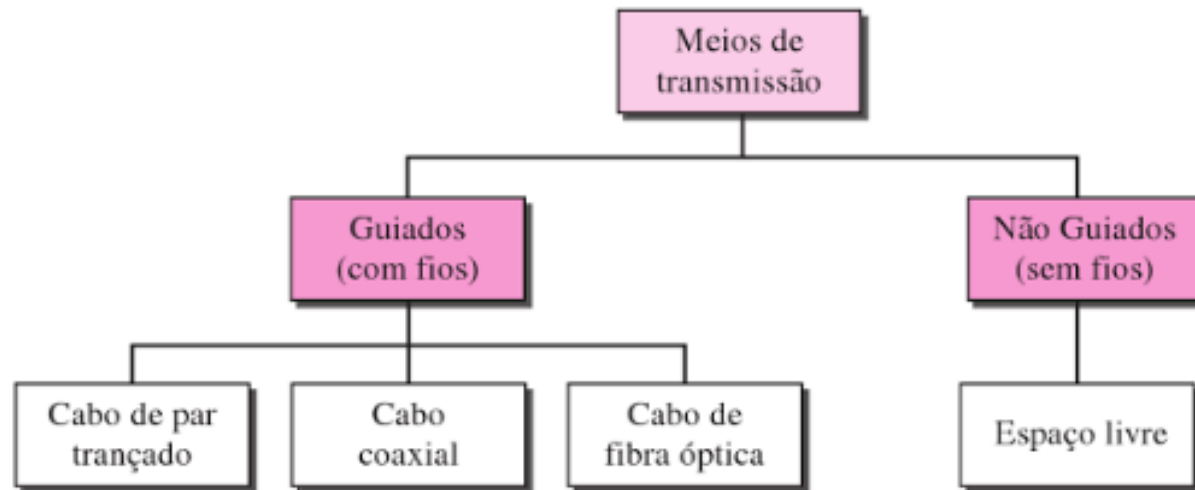 Meios de
transmissão
Guiados
(com fios)
Não Guiados
(sem fios)
Cabo de par
trançado
Cabo
coaxial
Cabo de
fibra óptica
Espaço livre